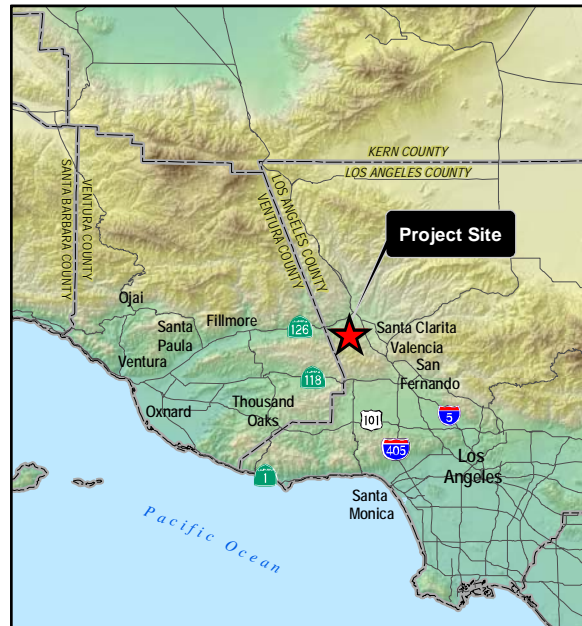 KERN COUNTY
LOS ANGELES COUNTY
SANTA BARBARA COUNTY
VENTURA COUNTY
LOS ANGELES COUNTY
VENTURA COUNTY
Project Site
Ojai
Santa
Paula
Fillmore
126
Santa Clarita
Valencia
San
Fernando
Ventura
118
Oxnard
Thousand
Oaks
101
5
405
Los
Angeles
1
Santa
Monica
Pacific Ocean